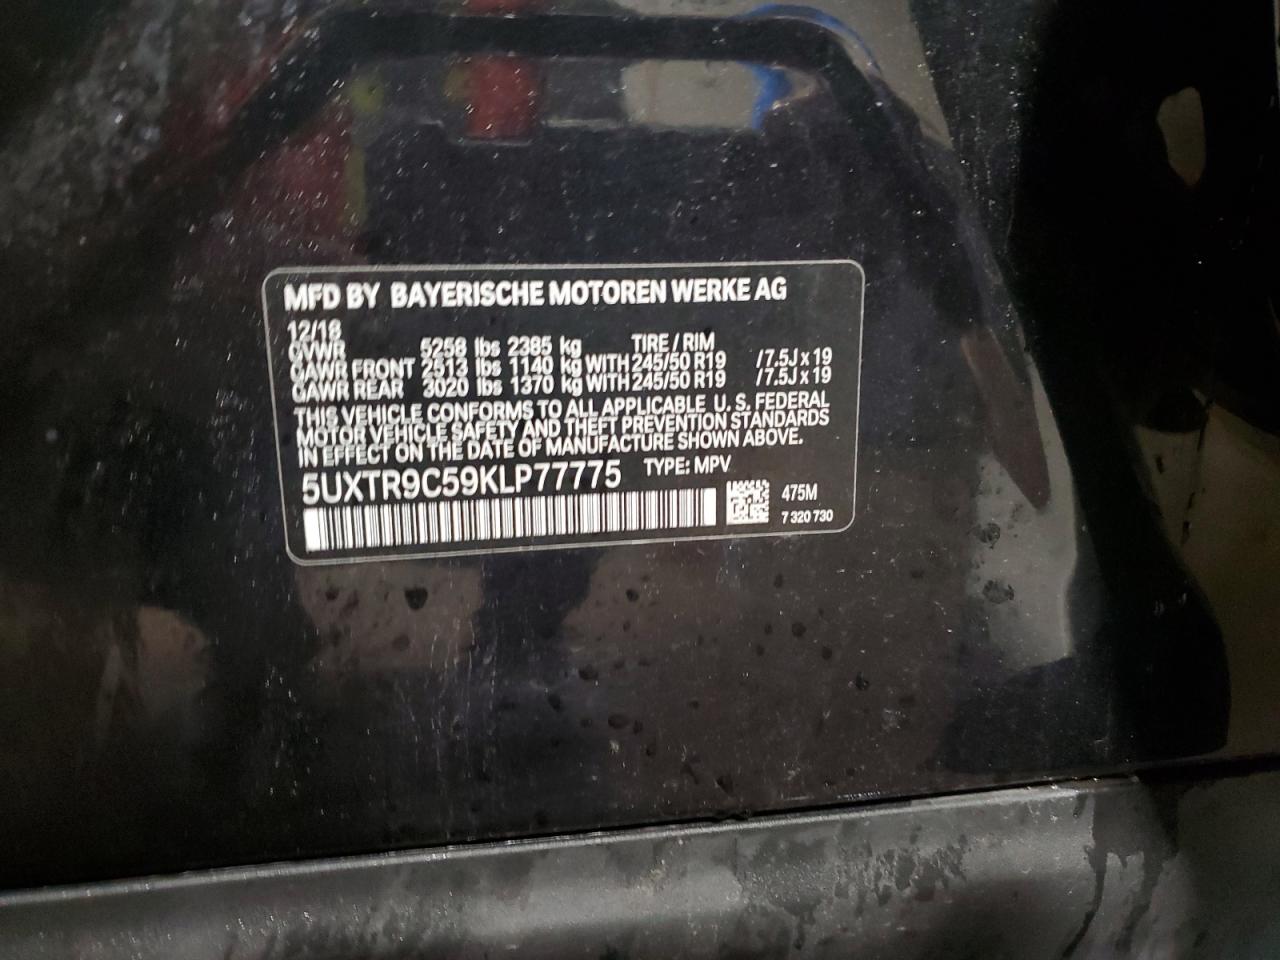 MFD BY BAYERISCHE MOTOREN WERKE AG
12/18
GVWR 5258 lbs 2385 kg TIRE / RIM
GAWR FRONT 2513 lbs 1140 kg WITH 245/50 R19 /7.5J x 19
GAWR REAR 3020 lbs 1370 kg WITH 245/50 R19 /7.5J x 19
THIS VEHICLE CONFORMS TO ALL APPLICABLE U. S. FEDERAL
MOTOR VEHICLE SAFETY AND THEFT PREVENTION STANDARDS
IN EFFECT ON THE DATE OF MANUFACTURE SHOWN ABOVE.
5UXTR9C59KLP77775 TYPE: MPV
475M
7 320 730